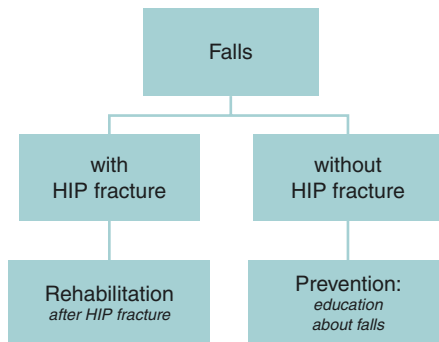 Falls
with
HIP fracture
without
HIP fracture
Rehabilitation
after HIP fracture
Prevention:
education
about falls